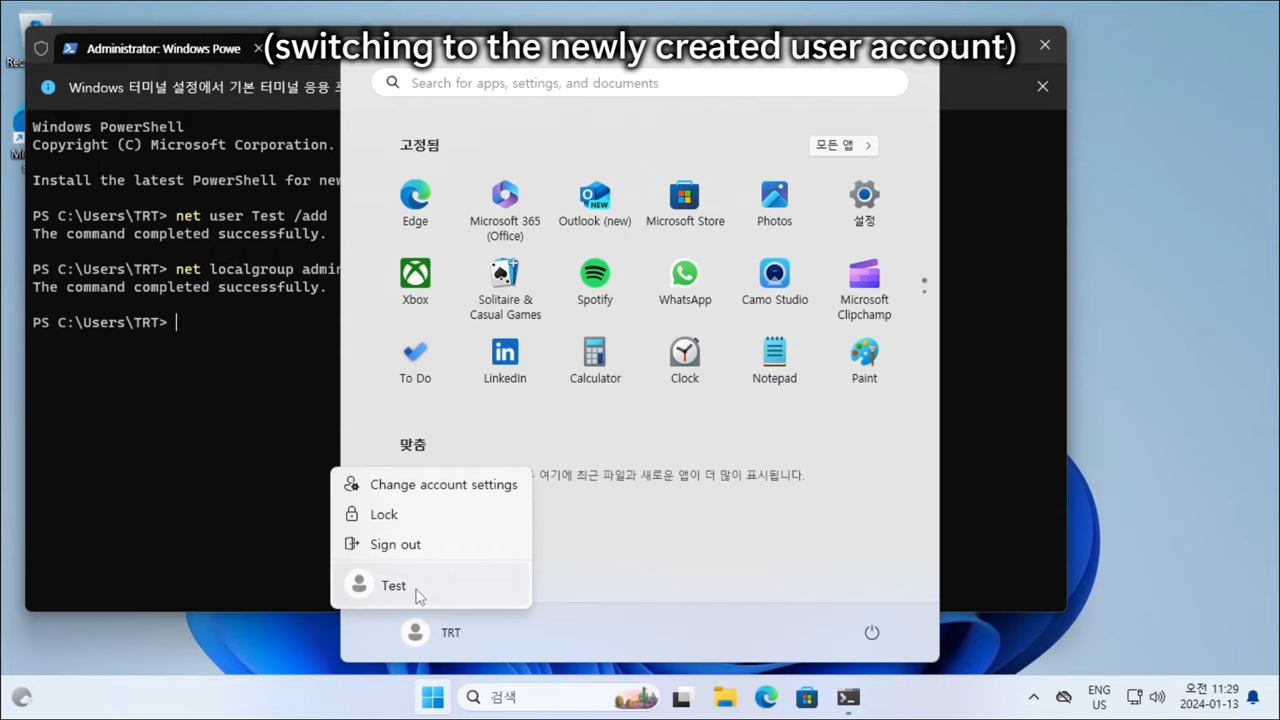 (switching to the newly created user account)
Administrator: Windows Powe
Windows 터미널 설정에서 기본 터미널 응용
Windows PowerShell
Copyright (C) Microsoft Corporation.
Install the latest PowerShell for new
PS C:\Users\TRT> net user Test /add
The command completed successfully.
PS C:\Users\TRT> net localgroup admin
The command completed successfully.
PS C:\Users\TRT>
Search for apps, settings, and documents
고정됨
모든 앱
Edge
Microsoft 365
(Office)
Outlook (new)
Microsoft Store
Photos
설정
Xbox
Solitaire &
Casual Games
Spotify
WhatsApp
Camo Studio
Microsoft
Clipchamp
To Do
LinkedIn
Calculator
Clock
Notepad
Paint
맞춤
여기에 최근 파일과 새로운 앱이 더 많이 표시됩니다.
Change account settings
Lock
Sign out
Test
TRT
검색
ENG
US
오전 11:29
2024-01-13